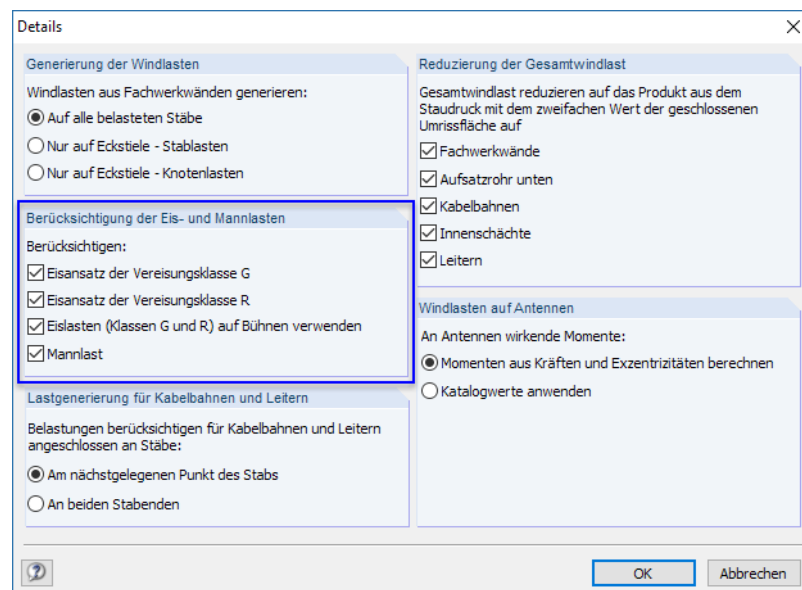 Details
Generierung der Windlasten
Windlasten aus Fachwerkwänden generieren:
Auf alle belasteten Stäbe
Nur auf Eckstiele - Stablasten
Nur auf Eckstiele - Knotenlasten
Berücksichtigung der Eis- und Mannlasten
Berücksichtigen:
Eisansatz der Vereisungsklasse G
Eisansatz der Vereisungsklasse R
Eislasten (Klassen G und R) auf Bühnen verwenden
Mannlast
Lastgenerierung für Kabelbahnen und Leitern
Belastungen berücksichtigen für Kabelbahnen und Leitern
angeschlossen an Stäbe:
Am nächstgelegenen Punkt des Stabs
An beiden Stabenden
Reduzierung der Gesamtwindlast
Gesamtwindlast reduzieren auf das Produkt aus dem
Staudruck mit dem zweifachen Wert der geschlossenen
Umrissfläche auf
Fachwerkwände
Aufsatzrohr unten
Kabelbahnen
Innenschächte
Leitern
Windlasten auf Antennen
An Antennen wirkende Momente:
Momenten aus Kräften und Exzentrizitäten berechnen
Katalogwerte anwenden
OK
Abbrechen